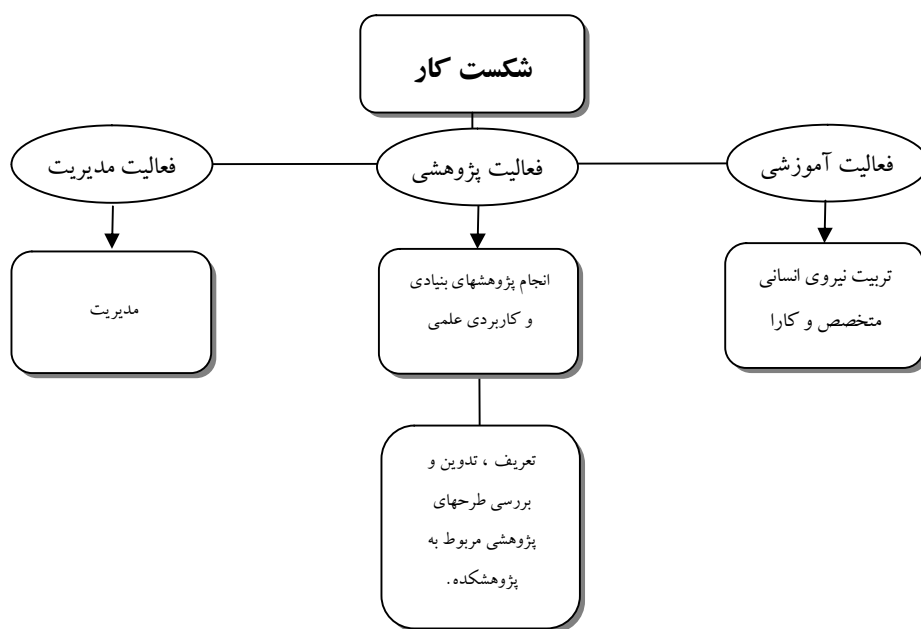 شکست کار
فعالیت آموزشی
فعالیت پژوهشی
فعالیت مدیریت
تربیت نیروی انسانی
متخصص و کارا
انجام پژوهشهای بنیادی
و کاربردی علمی
مدیریت
تعریف ، تدوین و
بررسی طرحهای
پژوهشی مربوط به
پژوهشکده.